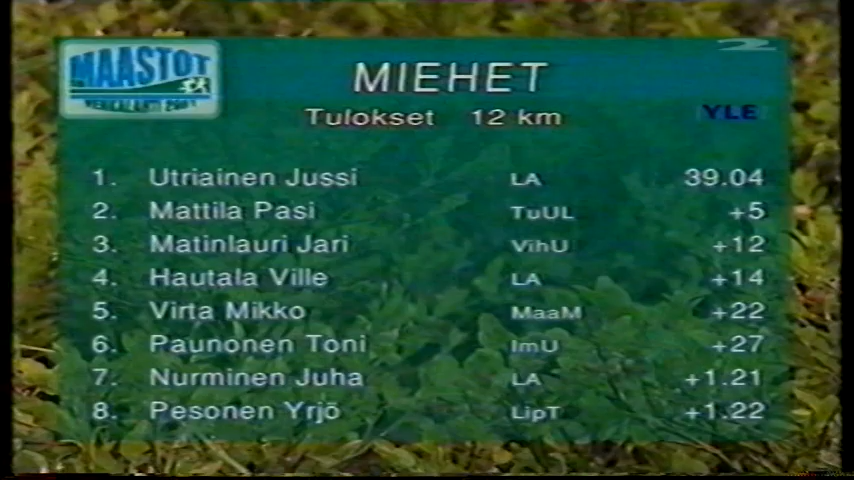 MAASTOT
MIEHET
2
Tulokset 12 km
YLE
1. Utriainen Jussi LA 39.04
2. Mattila Pasi TuUL +5
3. Matinlauri Jari VihU +12
4. Hautala Ville LA +14
5. Virta Mikko MaaM +22
6. Paunonen Toni ImU +27
7. Nurminen Juha LA +1.21
8. Pesonen Yrjö LipT +1.22